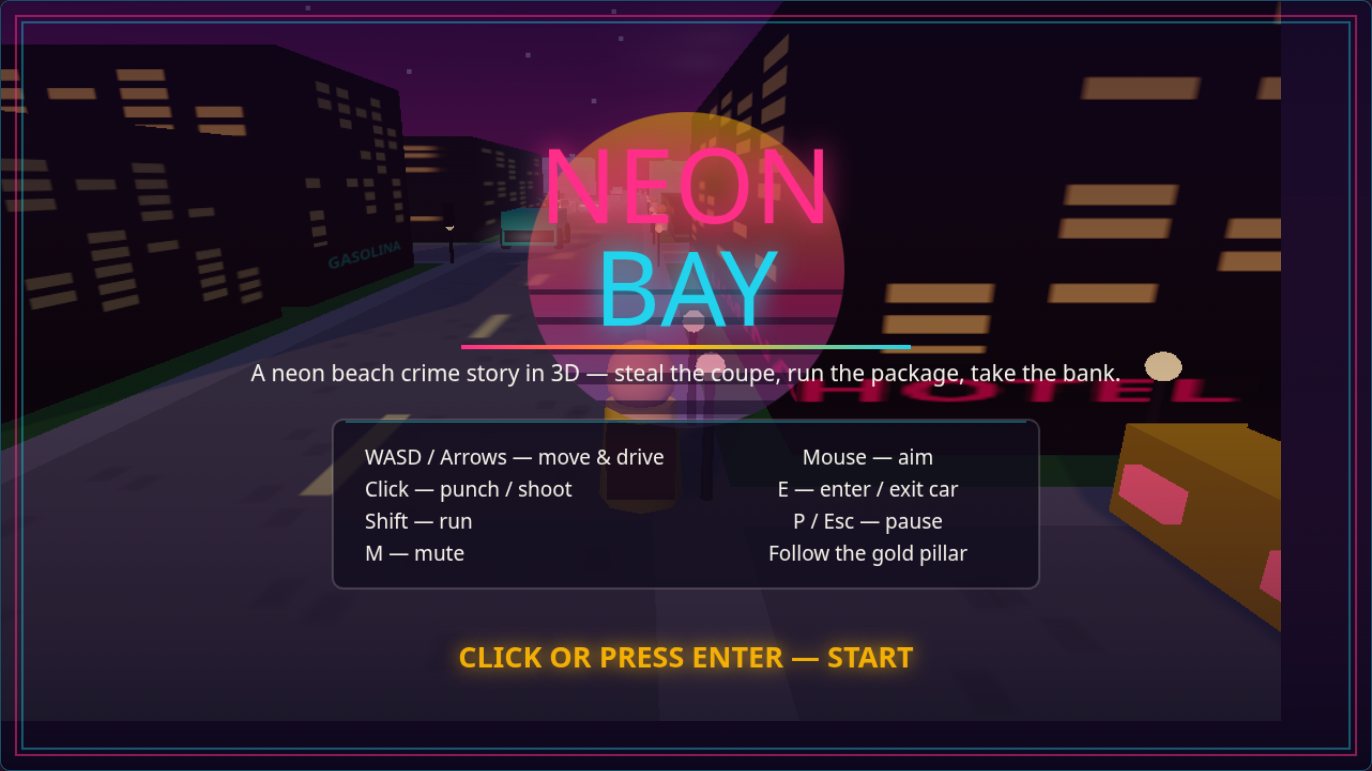 GASOLINA
NEON
BAY
A neon beach crime story in 3D — steal the coupe, run the package, take the bank.
HOTEL
WASD / Arrows — move & drive
Mouse — aim
Click — punch / shoot
E — enter / exit car
Shift — run
P / Esc — pause
M — mute
Follow the gold pillar
CLICK OR PRESS ENTER — START